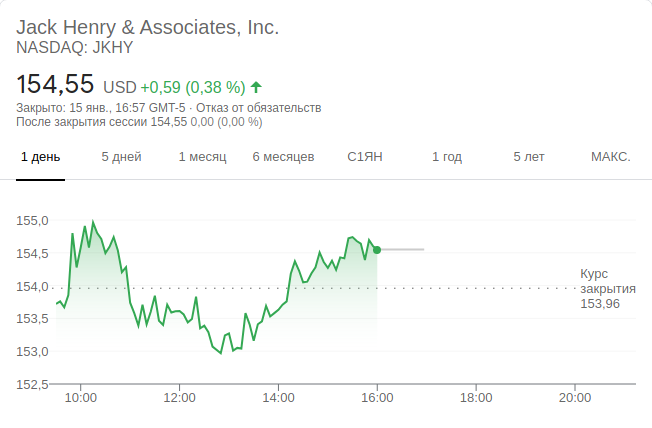 Jack Henry & Associates, Inc.
NASDAQ: JKHY
154,55 USD +0,59 (0,38 %)
Закрыто: 15 янв., 16:57 GMT-5 · Отказ от обязательств
После закрытия сессии 154,55 0,00 (0,00 %)
1 день 5 дней 1 месяц 6 месяцев С1ЯН 1 год 5 лет МАКС.
155,0
154,5
154,0
153,5
153,0
152,5
Курс
закрытия
153,96
10:00 12:00 14:00 16:00 18:00 20:00